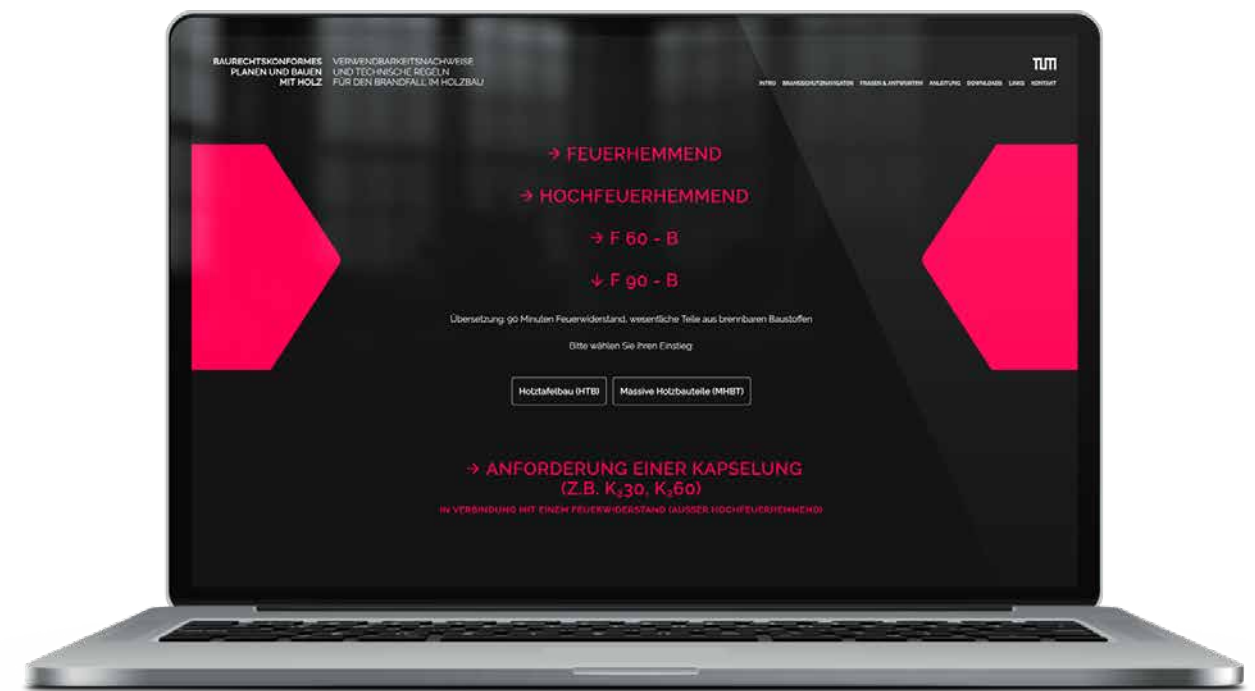 BAURECHTSKONFORMES
PLANEN UND BAUEN
MIT HOLZ
VERWENDBARKEITSNACHWEISE
UND TECHNISCHE REGELN
FÜR DEN BRANDFALL IM HOLZBAU
TUM
INTRO BRANDSCHUTZNAVIGATOR FRAGEN & ANTWORTEN ANLEITUNG DOWNLOADS LINKS KONTAKT
→ FEUERHEMMEND
→ HOCHFEUERHEMMEND
→ F 60 - B
↓ F 90 - B
Übersetzung: 90 Minuten Feuerwiderstand, wesentliche Teile aus brennbaren Baustoffen
Bitte wählen Sie Ihren Einstieg:
Holztafelbau (HTB) Massive Holzbauteile (MHBT)
→ ANFORDERUNG EINER KAPSELUNG
(Z.B. K₂30, K₂60)
IN VERBINDUNG MIT EINEM FEUERWIDERSTAND (AUSSER HOCHFEUERHEMMEND)